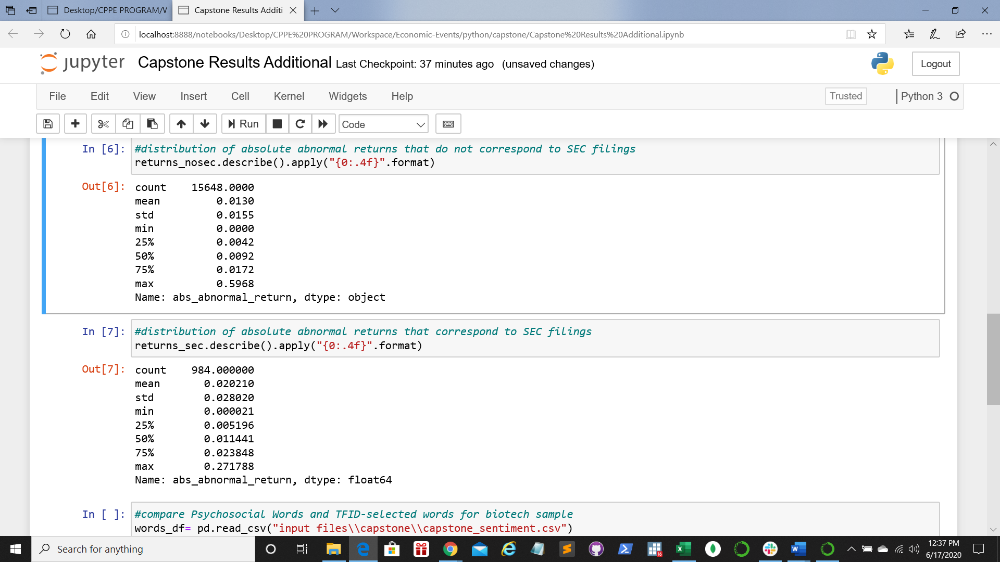 Desktop/CPPE PROGRAM/W
Capstone Results Additi
localhost:8888/notebooks/Desktop/CPPE%20PROGRAM/Workspace/Economic-Events/python/capstone/Capstone%20Results%20Additional.ipynb
jupyter Capstone Results Additional Last Checkpoint: 37 minutes ago (unsaved changes)
Logout
File Edit View Insert Cell Kernel Widgets Help
Trusted
Python 3
Run
Code
In [6]: #distribution of absolute abnormal returns that do not correspond to SEC filings
returns_nosec.describe().apply("{0:.4f}".format)
Out[6]: count 15648.0000
mean 0.0130
std 0.0155
min 0.0000
25% 0.0042
50% 0.0092
75% 0.0172
max 0.5968
Name: abs_abnormal_return, dtype: object
In [7]: #distribution of absolute abnormal returns that correspond to SEC filings
returns_sec.describe().apply("{0:.4f}".format)
Out[7]: count 984.000000
mean 0.020210
std 0.028020
min 0.000021
25% 0.005196
50% 0.011441
75% 0.023848
max 0.271788
Name: abs_abnormal_return, dtype: float64
In [ ]: #compare Psychosocial Words and TFID-selected words for biotech sample
words_df= pd.read_csv("input files\\capstone\\capstone_sentiment.csv")
Search for anything
16
12:37 PM
6/17/2020